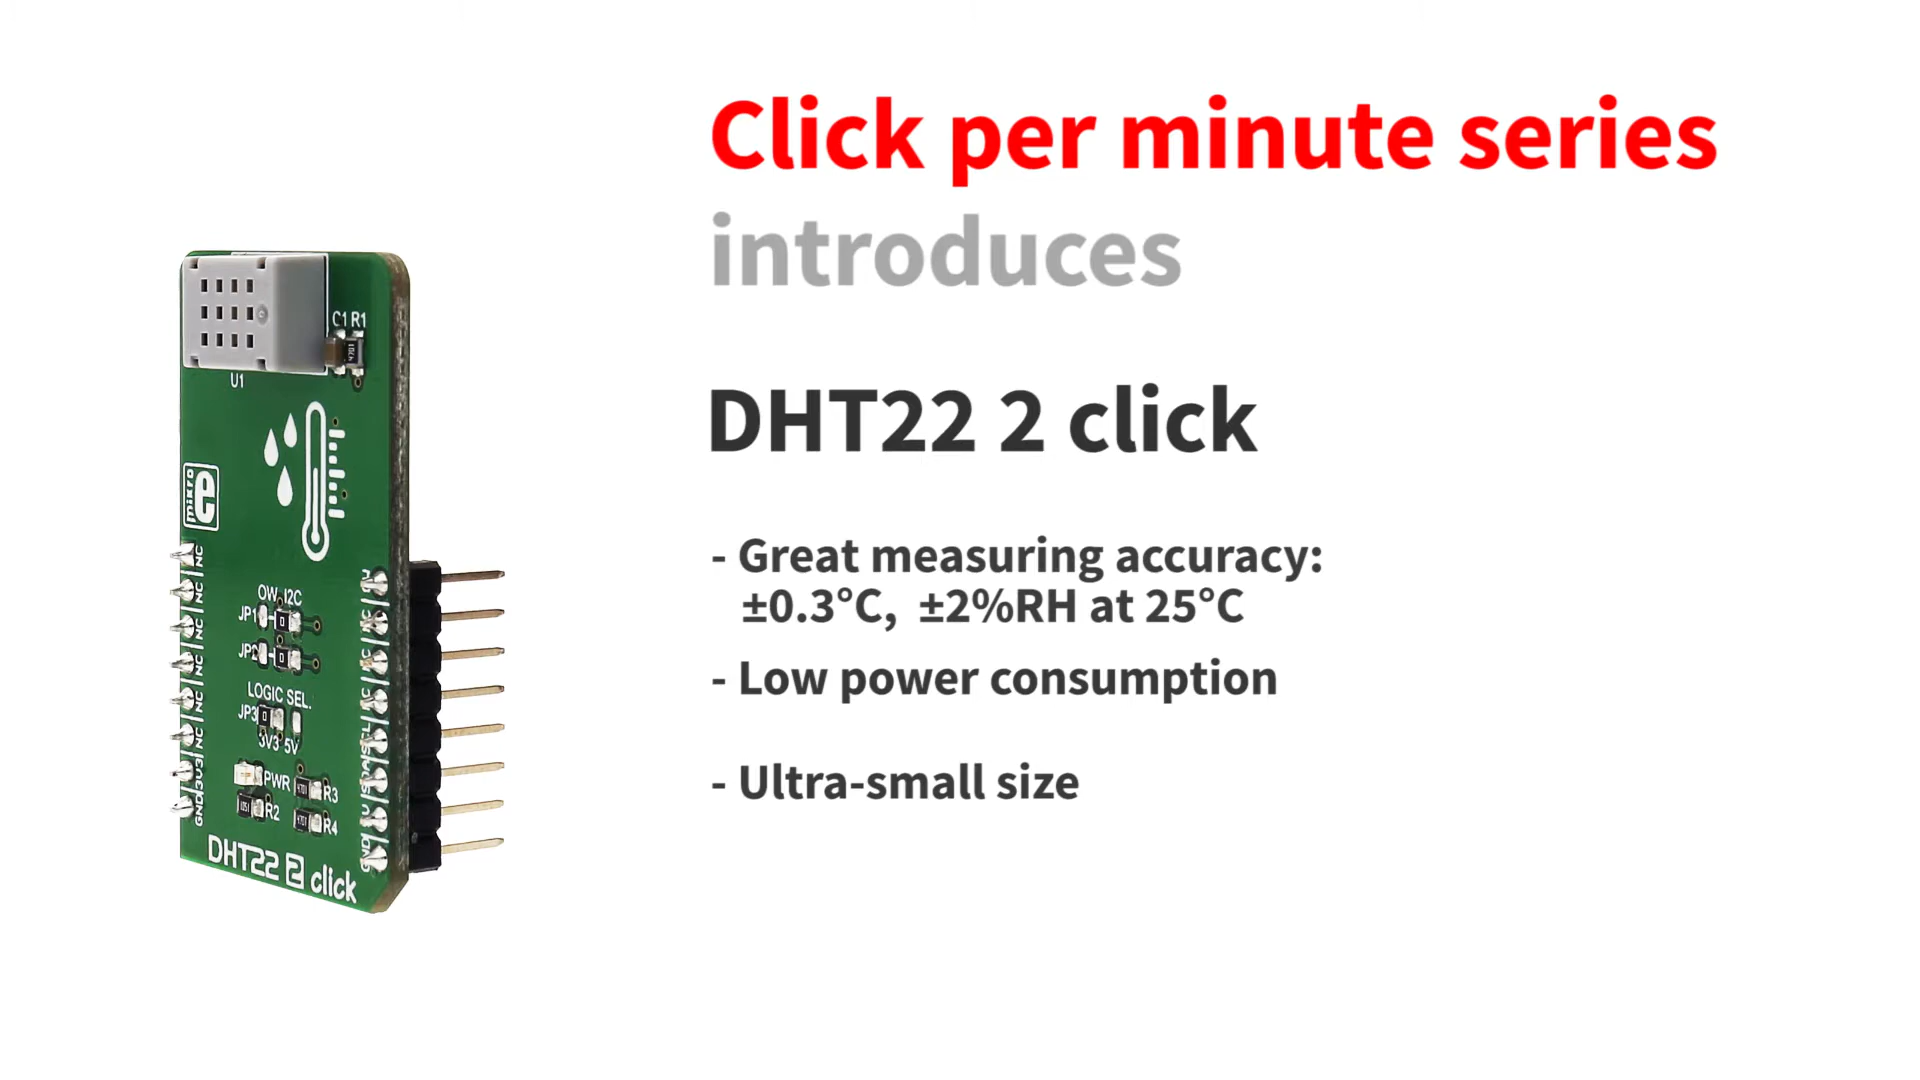 Click per minute series
introduces
DHT22 2 click
- Great measuring accuracy:
±0.3°C, ±2%RH at 25°C
- Low power consumption
- Ultra-small size
C1 R1
U1
mikro
e
NC
NC
NC
NC
NC
NC
3V3
GND
OW I2C
JP1
JP2
LOGIC SEL.
JP3
3V3 5V
PWR
R3
R2
R4
DHT22 2 click